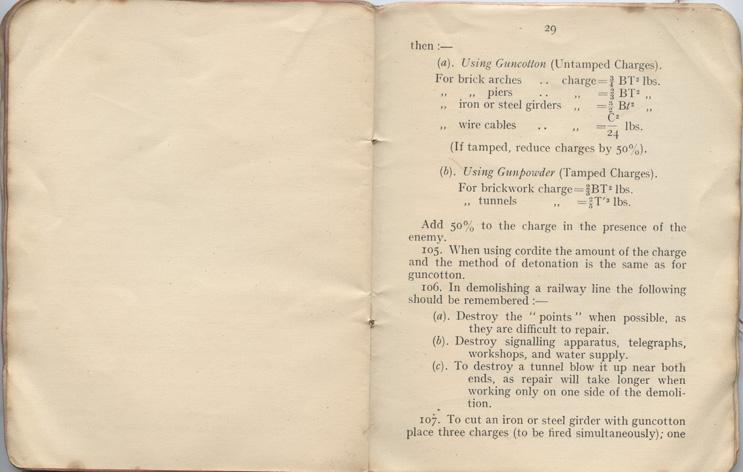 29
then :—
(a). Using Guncotton (Untamped Charges).
For brick arches .. charge=¾ BT² lbs.
,, ,, piers .. ,, =⅔ BT² ,,
,, iron or steel girders ,, = Bt² ,,
,, wire cables .. ,, =C²/24 lbs.
(If tamped, reduce charges by 50%).
(b). Using Gunpowder (Tamped Charges).
For brickwork charge=⅔BT² lbs.
,, tunnels ,, = T'² lbs.
Add 50% to the charge in the presence of the
enemy.
105. When using cordite the amount of the charge
and the method of detonation is the same as for
guncotton.
106. In demolishing a railway line the following
should be remembered :—
(a). Destroy the "points" when possible, as
they are difficult to repair.
(b). Destroy signalling apparatus, telegraphs,
workshops, and water supply.
(c). To destroy a tunnel blow it up near both
ends, as repair will take longer when
working only on one side of the demoli-
tion.
107. To cut an iron or steel girder with guncotton
place three charges (to be fired simultaneously); one